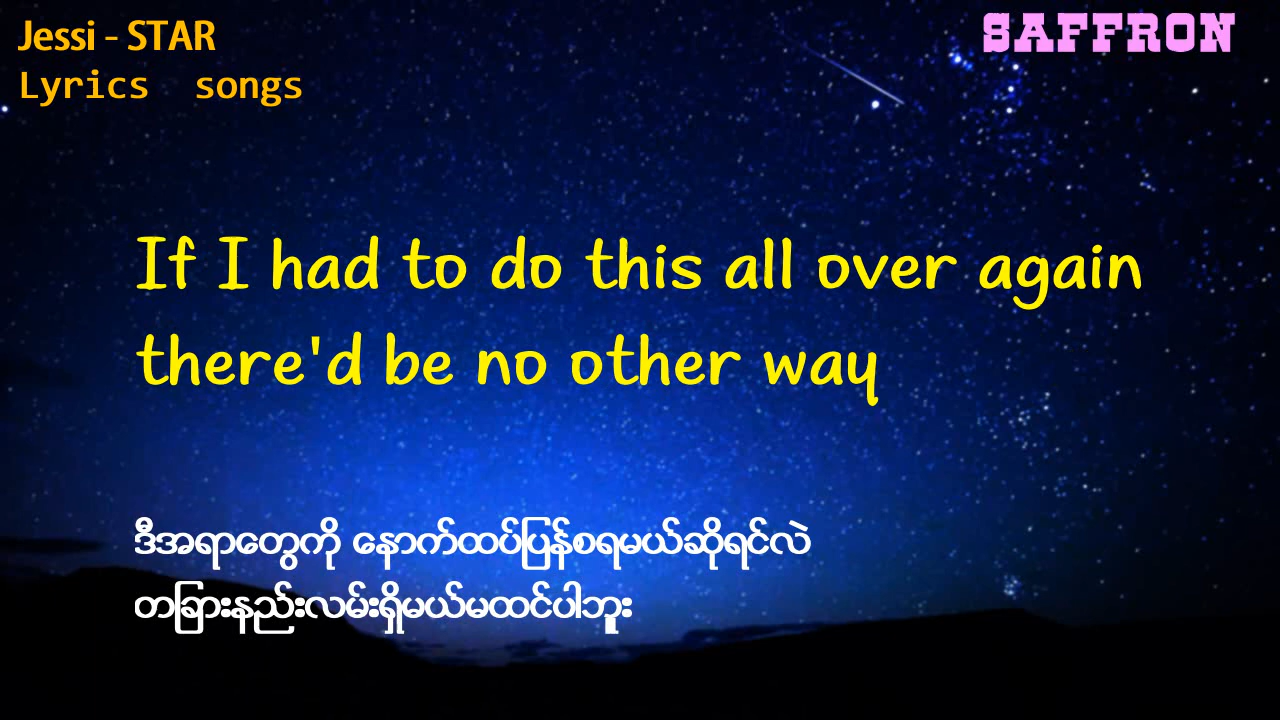 Jessi - STAR
Lyrics songs
SAFFRON
If I had to do this all over again
there'd be no other way
ဒီအရာတွေကို နောက်ထပ်ပြန်စရမယ်ဆိုရင်လဲ
တခြားနည်းလမ်းရှိမယ်မထင်ပါဘူး